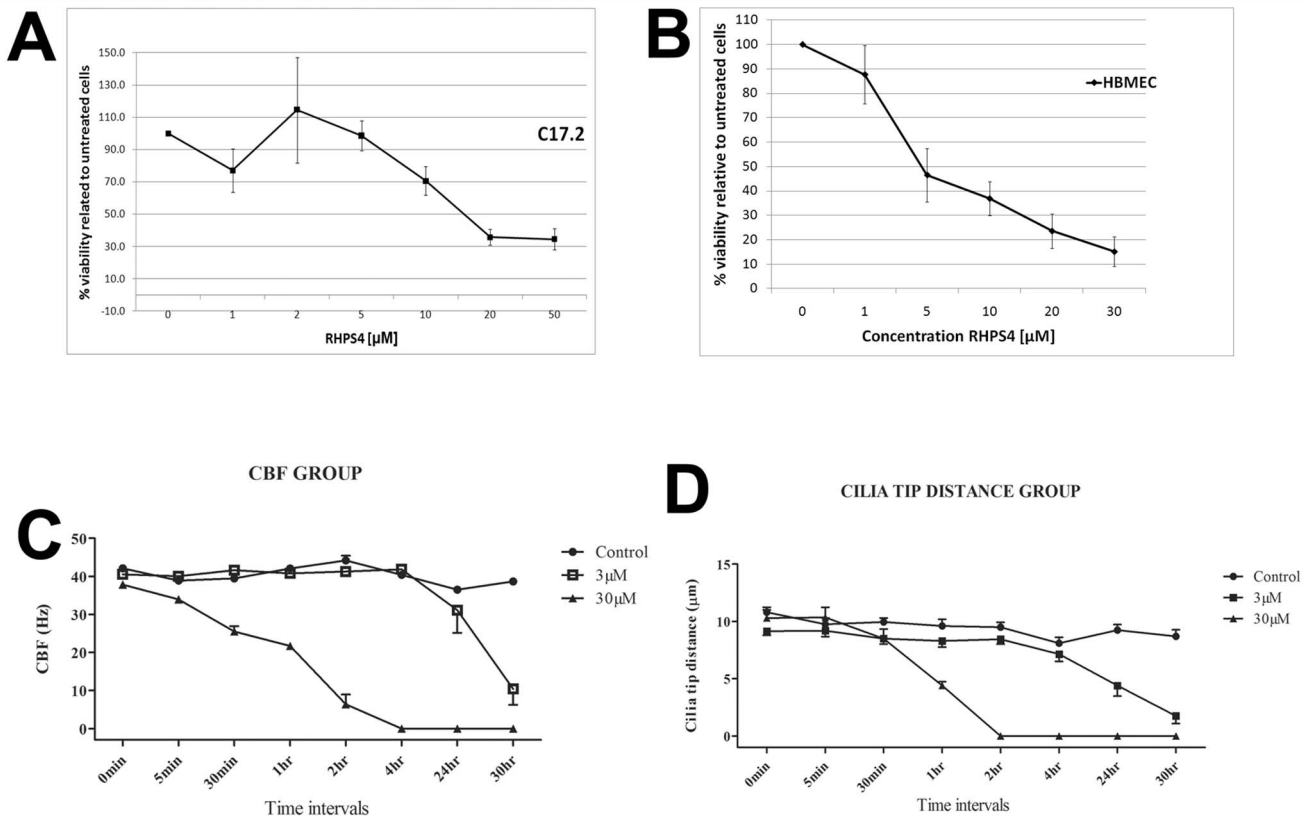 A
150.0
130.0
110.0
90.0
70.0
50.0
30.0
10.0
-10.0
% viability related to untreated cells
C17.2
0 1 2 5 10 20 50
RHPS4 [µM]
B
110
100
90
80
70
60
50
40
30
20
10
0
% viability relative to untreated cells
HBMEC
0 1 5 10 20 30
Concentration RHPS4 [µM]
C
CBF GROUP
50
40
30
20
10
0
CBF (Hz)
Control
3µM
30µM
0min 5min 30min 1hr 2hr 4hr 24hr 30hr
Time intervals
D
CILIA TIP DISTANCE GROUP
15
10
5
0
Cilia tip distance (µm)
Control
3µM
30µM
0min 5min 30min 1hr 2hr 4hr 24hr 30hr
Time intervals